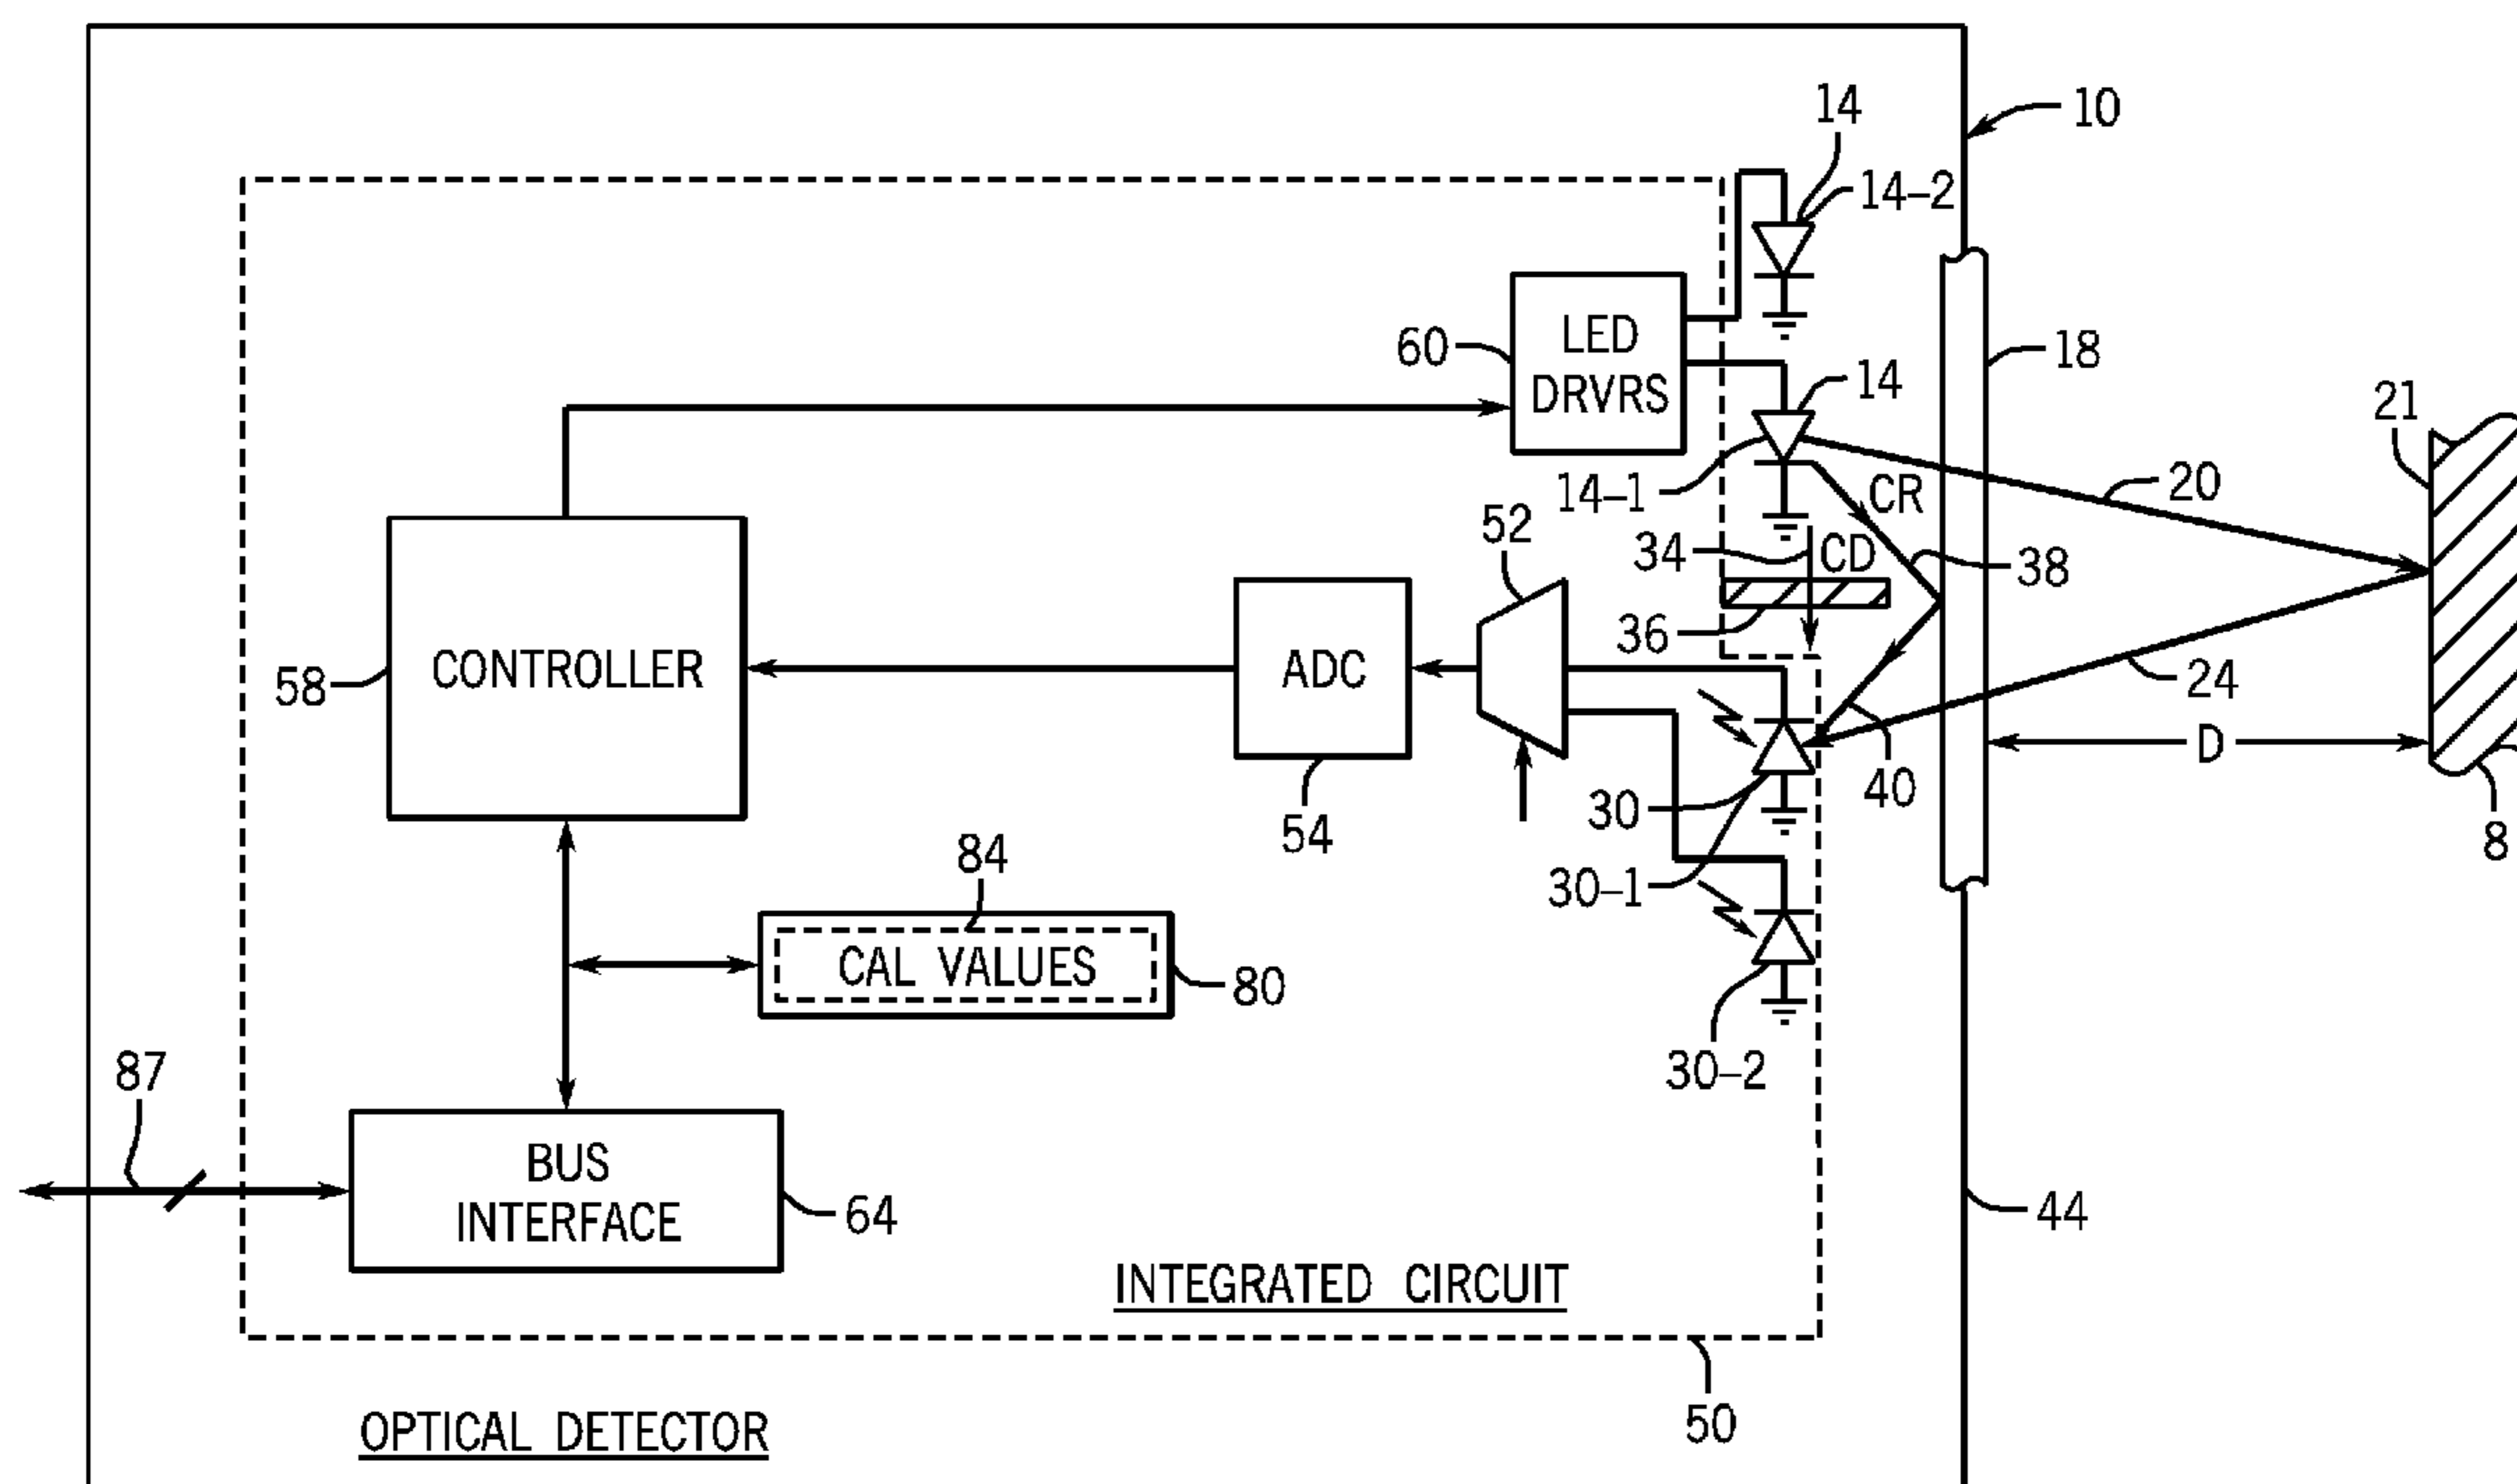 14
10
14–2
LED
DRVRS
60
18
14
21
14–1
CR
20
52
34
CD
38
36
CONTROLLER
ADC
58
24
D
40
30
54
8
84
30–1
CAL VALUES
80
30–2
87
BUS
INTERFACE
64
44
INTEGRATED CIRCUIT
50
OPTICAL DETECTOR